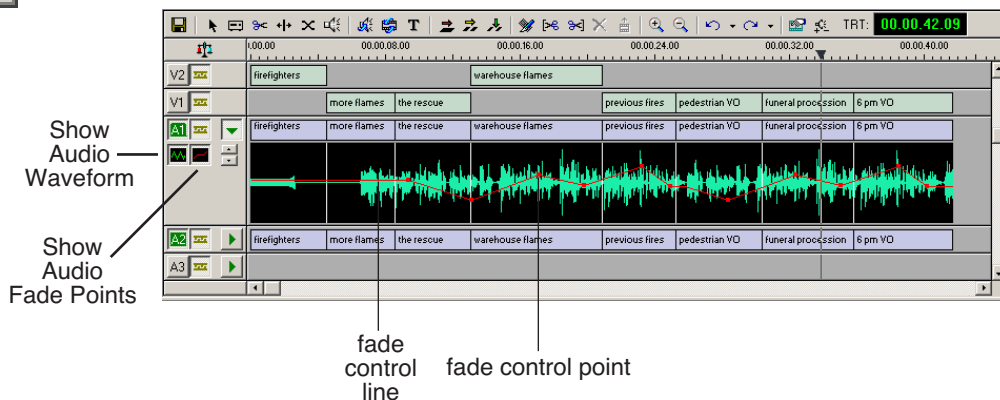 T TRT: 00.00.42.09
1.00.00 00.00.08.00 00.00.16.00 00.00.24.00 00.00.32.00 00.00.40.00
V2 firefighters warehouse flames
V1 more flames the rescue previous fires pedestrian VO funeral procession 6 pm VO
A1 firefighters more flames the rescue warehouse flames previous fires pedestrian VO funeral procession 6 pm VO
Show
Audio
Waveform
A2 firefighters more flames the rescue warehouse flames previous fires pedestrian VO funeral procession 6 pm VO
A3
Show
Audio
Fade Points
fade
control
line
fade control point